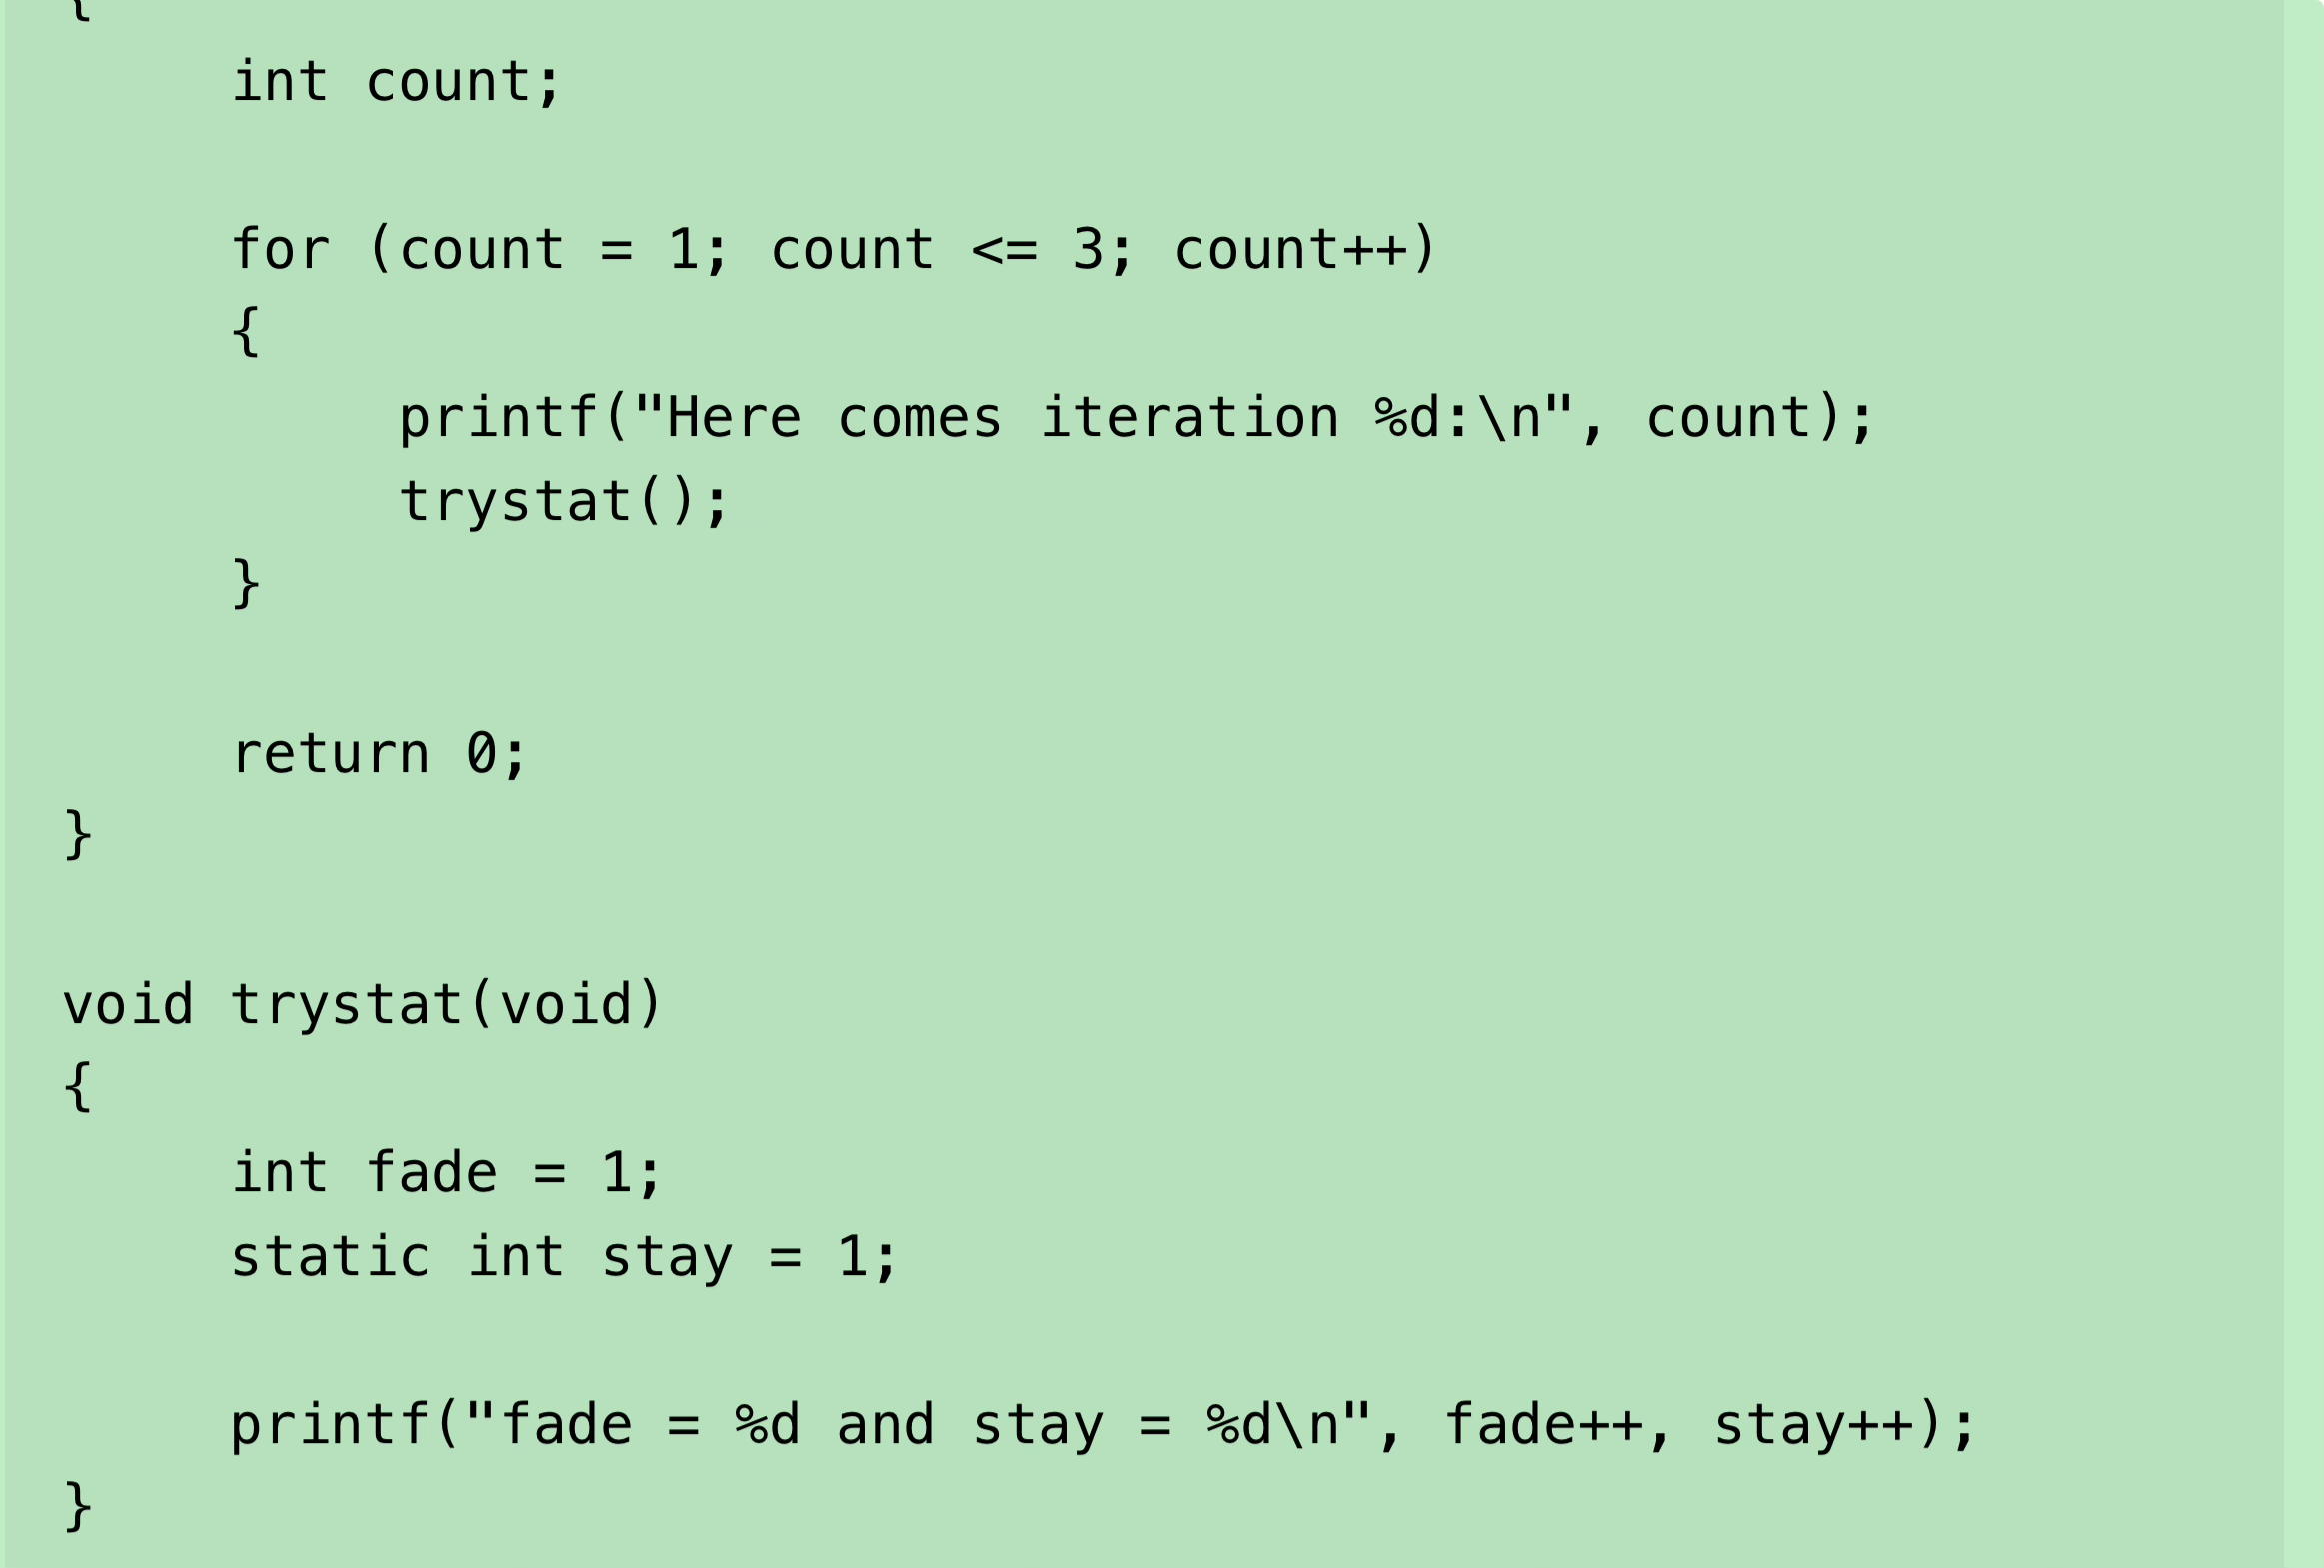 {
int count;
for (count = 1; count <= 3; count++)
{
printf("Here comes iteration %d:\n", count);
trystat();
}
return 0;
}
void trystat(void)
{
int fade = 1;
static int stay = 1;
printf("fade = %d and stay = %d\n", fade++, stay++);
}